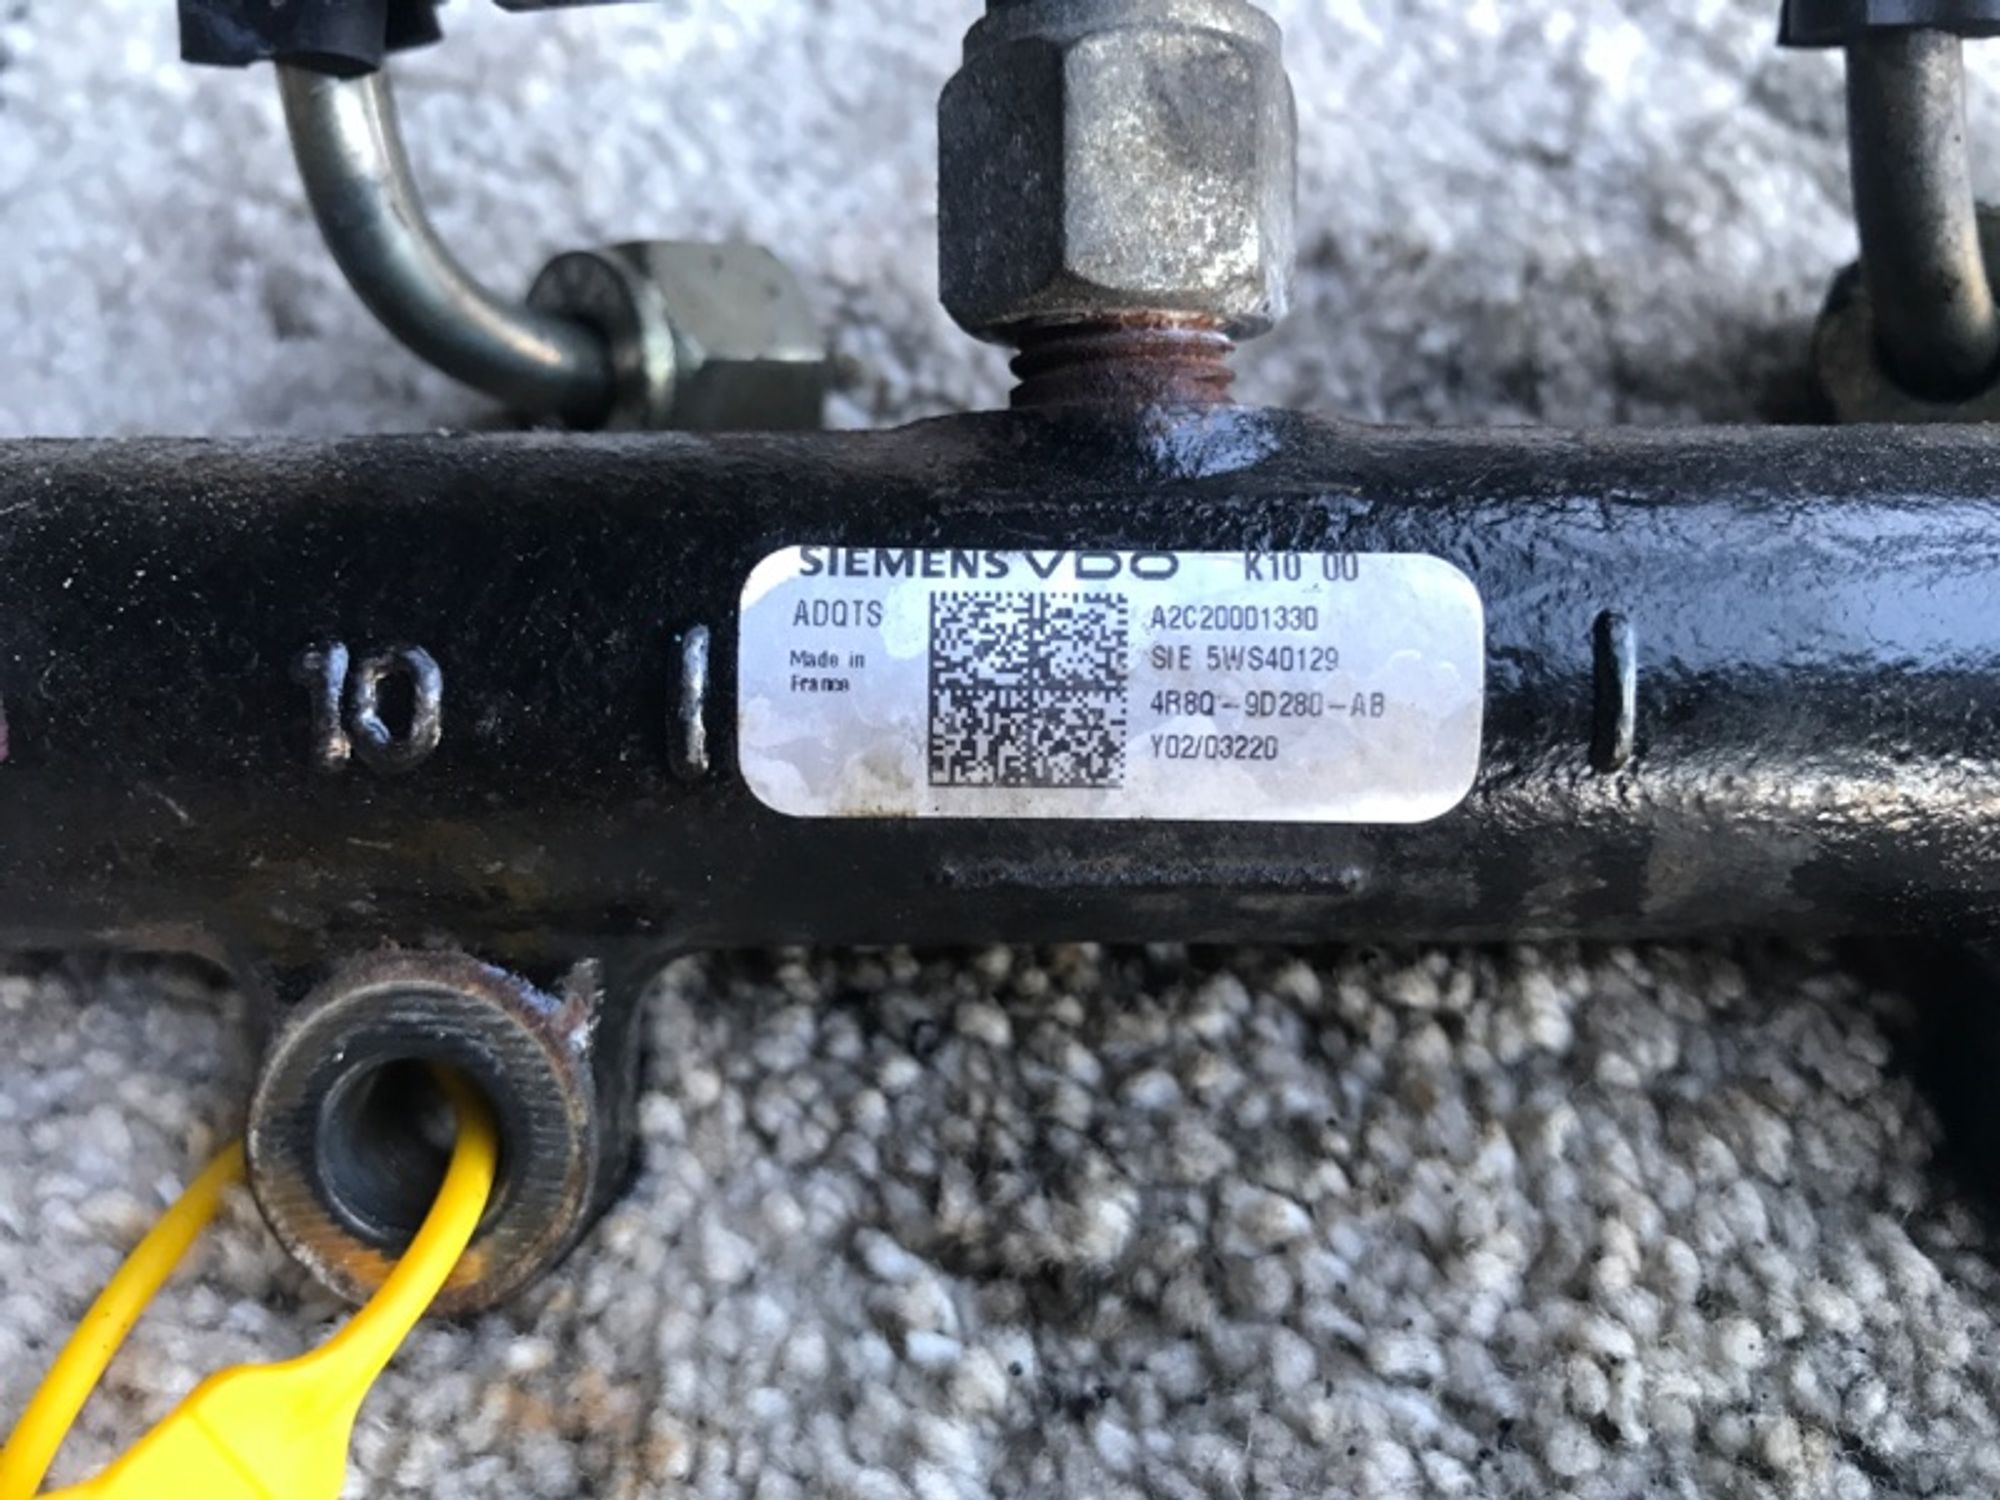 SIEMENS VDO K10 00
ADQTS
Made in
France
A2C20001330
SIE 5WS40129
4R8Q-9D280-AB
Y02/03220
10